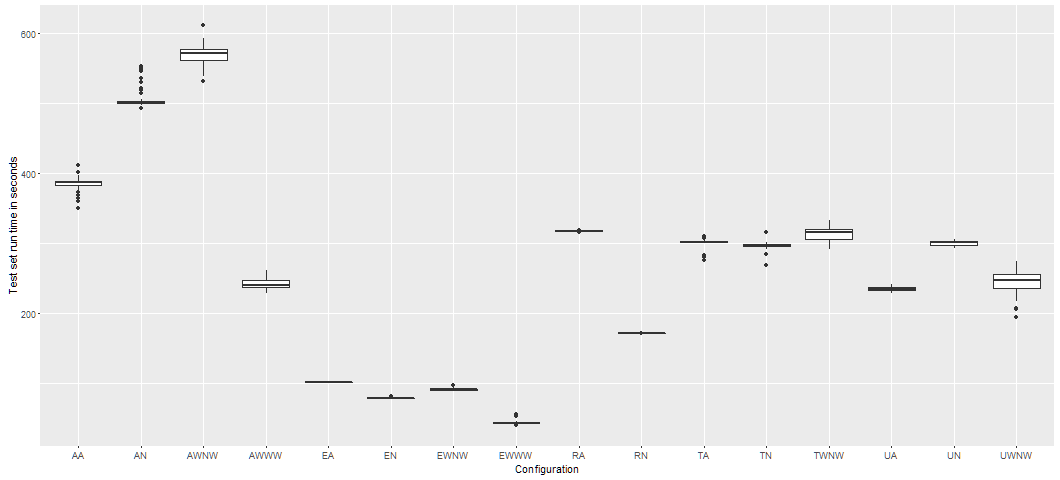 Test set run time in seconds
600
400
200
AA AN AWNW AWWW EA EN EWNW EWWW RA RN TA TN TWNW UA UN UWNW
Configuration